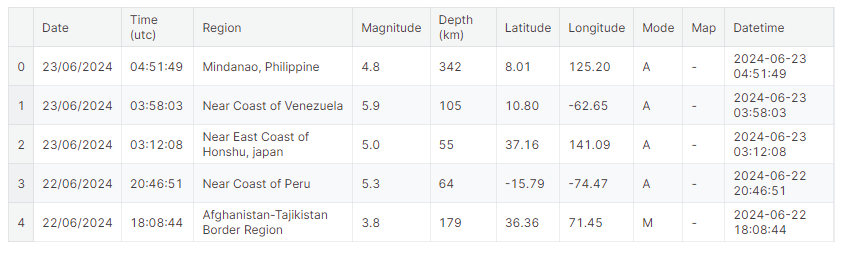 Date Time (utc) Region Magnitude Depth (km) Latitude Longitude Mode Map Datetime
0 23/06/2024 04:51:49 Mindanao, Philippine 4.8 342 8.01 125.20 A - 2024-06-23 04:51:49
1 23/06/2024 03:58:03 Near Coast of Venezuela 5.9 105 10.80 -62.65 A - 2024-06-23 03:58:03
2 23/06/2024 03:12:08 Near East Coast of Honshu, japan 5.0 55 37.16 141.09 A - 2024-06-23 03:12:08
3 22/06/2024 20:46:51 Near Coast of Peru 5.3 64 -15.79 -74.47 A - 2024-06-22 20:46:51
4 22/06/2024 18:08:44 Afghanistan-Tajikistan Border Region 3.8 179 36.36 71.45 M - 2024-06-22 18:08:44